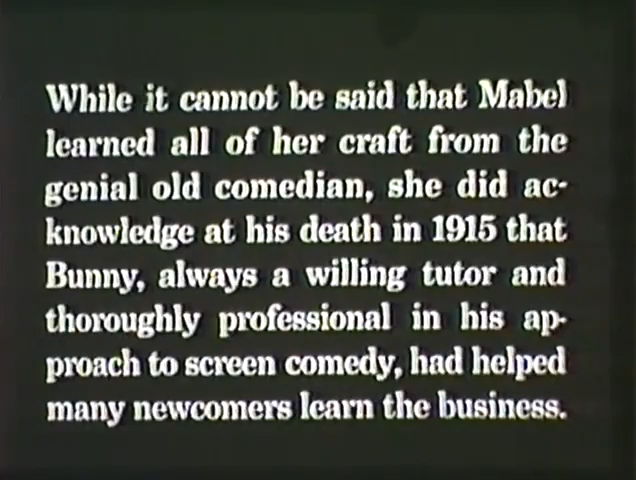 While it cannot be said that Mabel
learned all of her craft from the
genial old comedian, she did ac-
knowledge at his death in 1915 that
Bunny, always a willing tutor and
thoroughly professional in his ap-
proach to screen comedy, had helped
many newcomers learn the business.